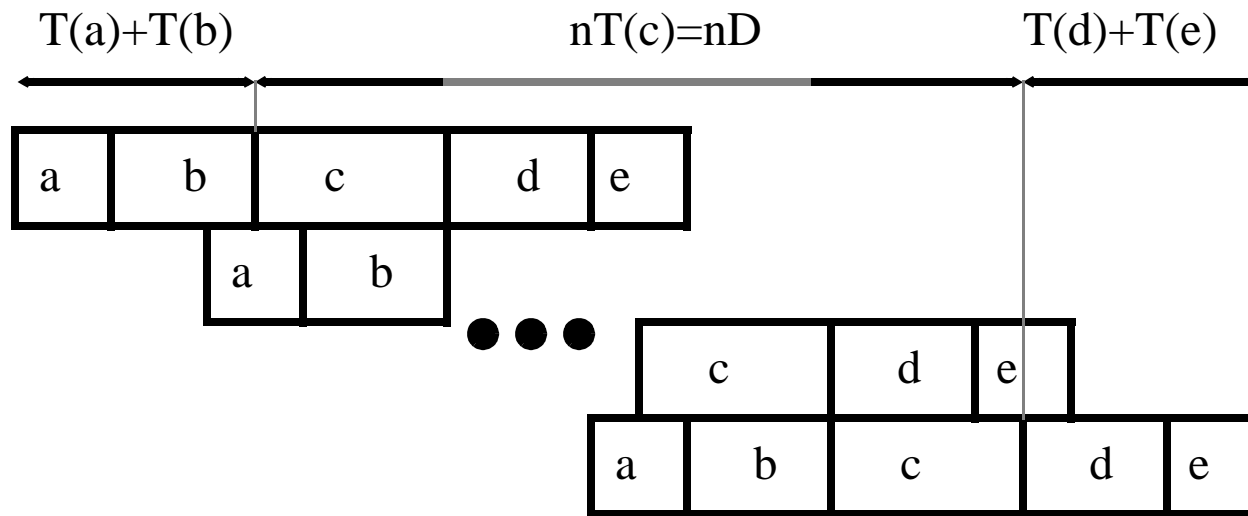 T(a)+T(b) nT(c)=nD T(d)+T(e)
a b c d e
a b
c d e
a b c d e